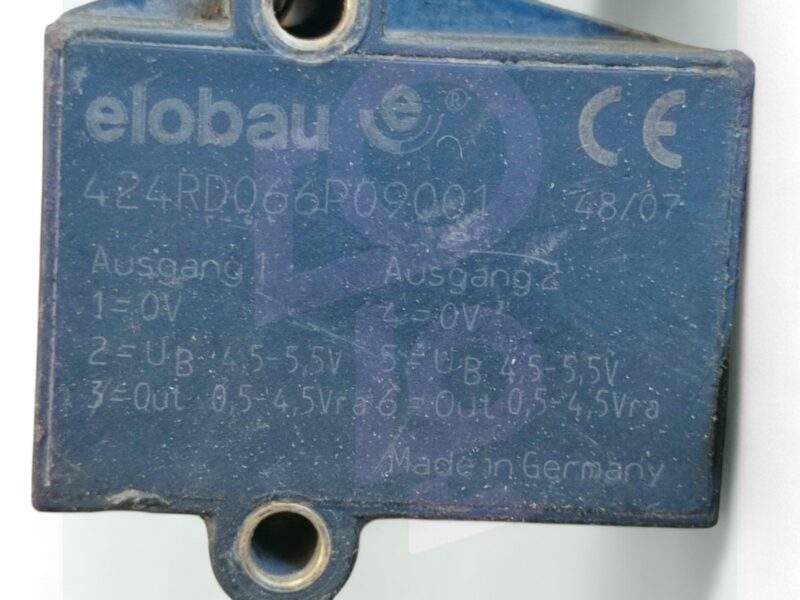 elobau e ®
CE
424RD066P09001 48/07
Ausgang 1 Ausgang 2
1=0V 4=0V
2=UB 4,5-5,5V 5=UB 4,5-5,5V
3=Out 0,5-4,5Vra 6=Out 0,5-4,5Vra
Made in Germany